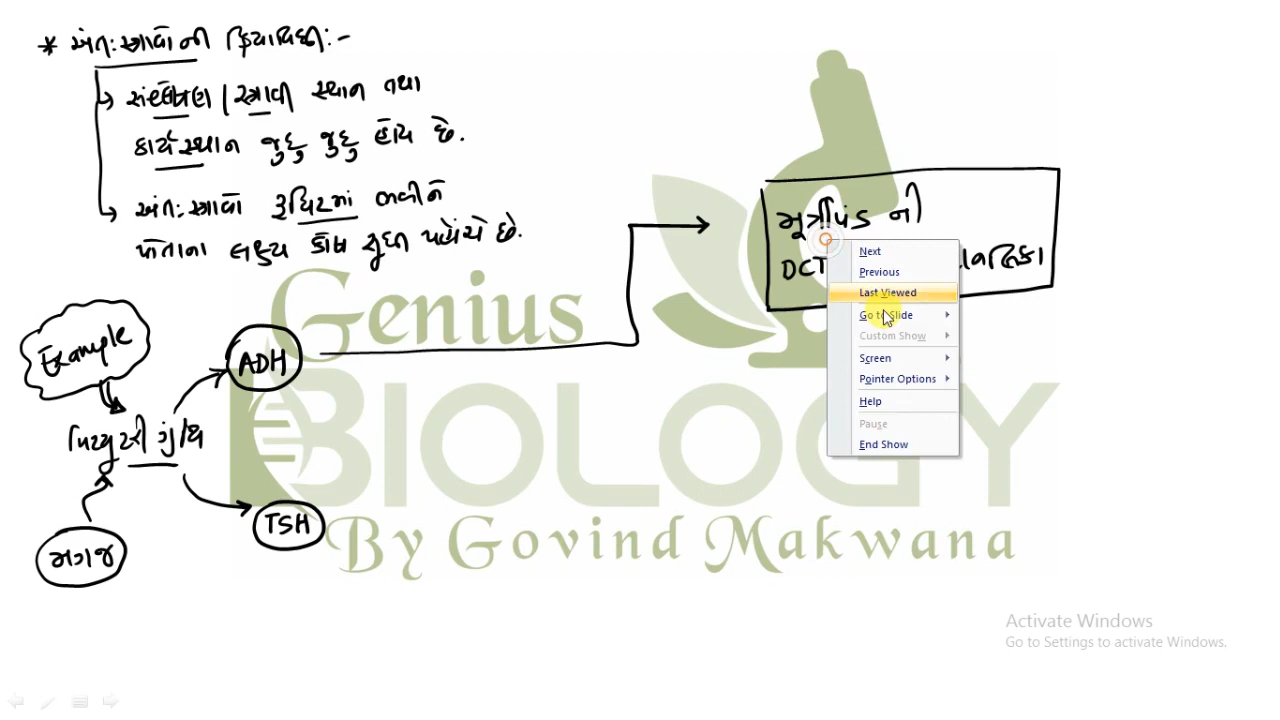 * અંતઃસ્ત્રાવોની ક્રિયાવિધિ:-
સંશ્લેષણ / સ્ત્રાવી સ્થાન તથા
કાર્યસ્થાન જુદુ જુદુ હોય છે.
અંતઃસ્ત્રાવો રૂધિરમાં ભળીને
પોતાના લક્ષ્ય કોષ સુધી પહોંચે છે.
મૂત્રપિંડ ની
DCT
Next
Previous
Last Viewed
Go to Slide
Custom Show
Screen
Pointer Options
Help
Pause
End Show
Example
ADH
પિટ્યુટરી ગ્રંથિ
TSH
મગજ
Genius
BIOLOGY
By Govind Makwana
Activate Windows
Go to Settings to activate Windows.